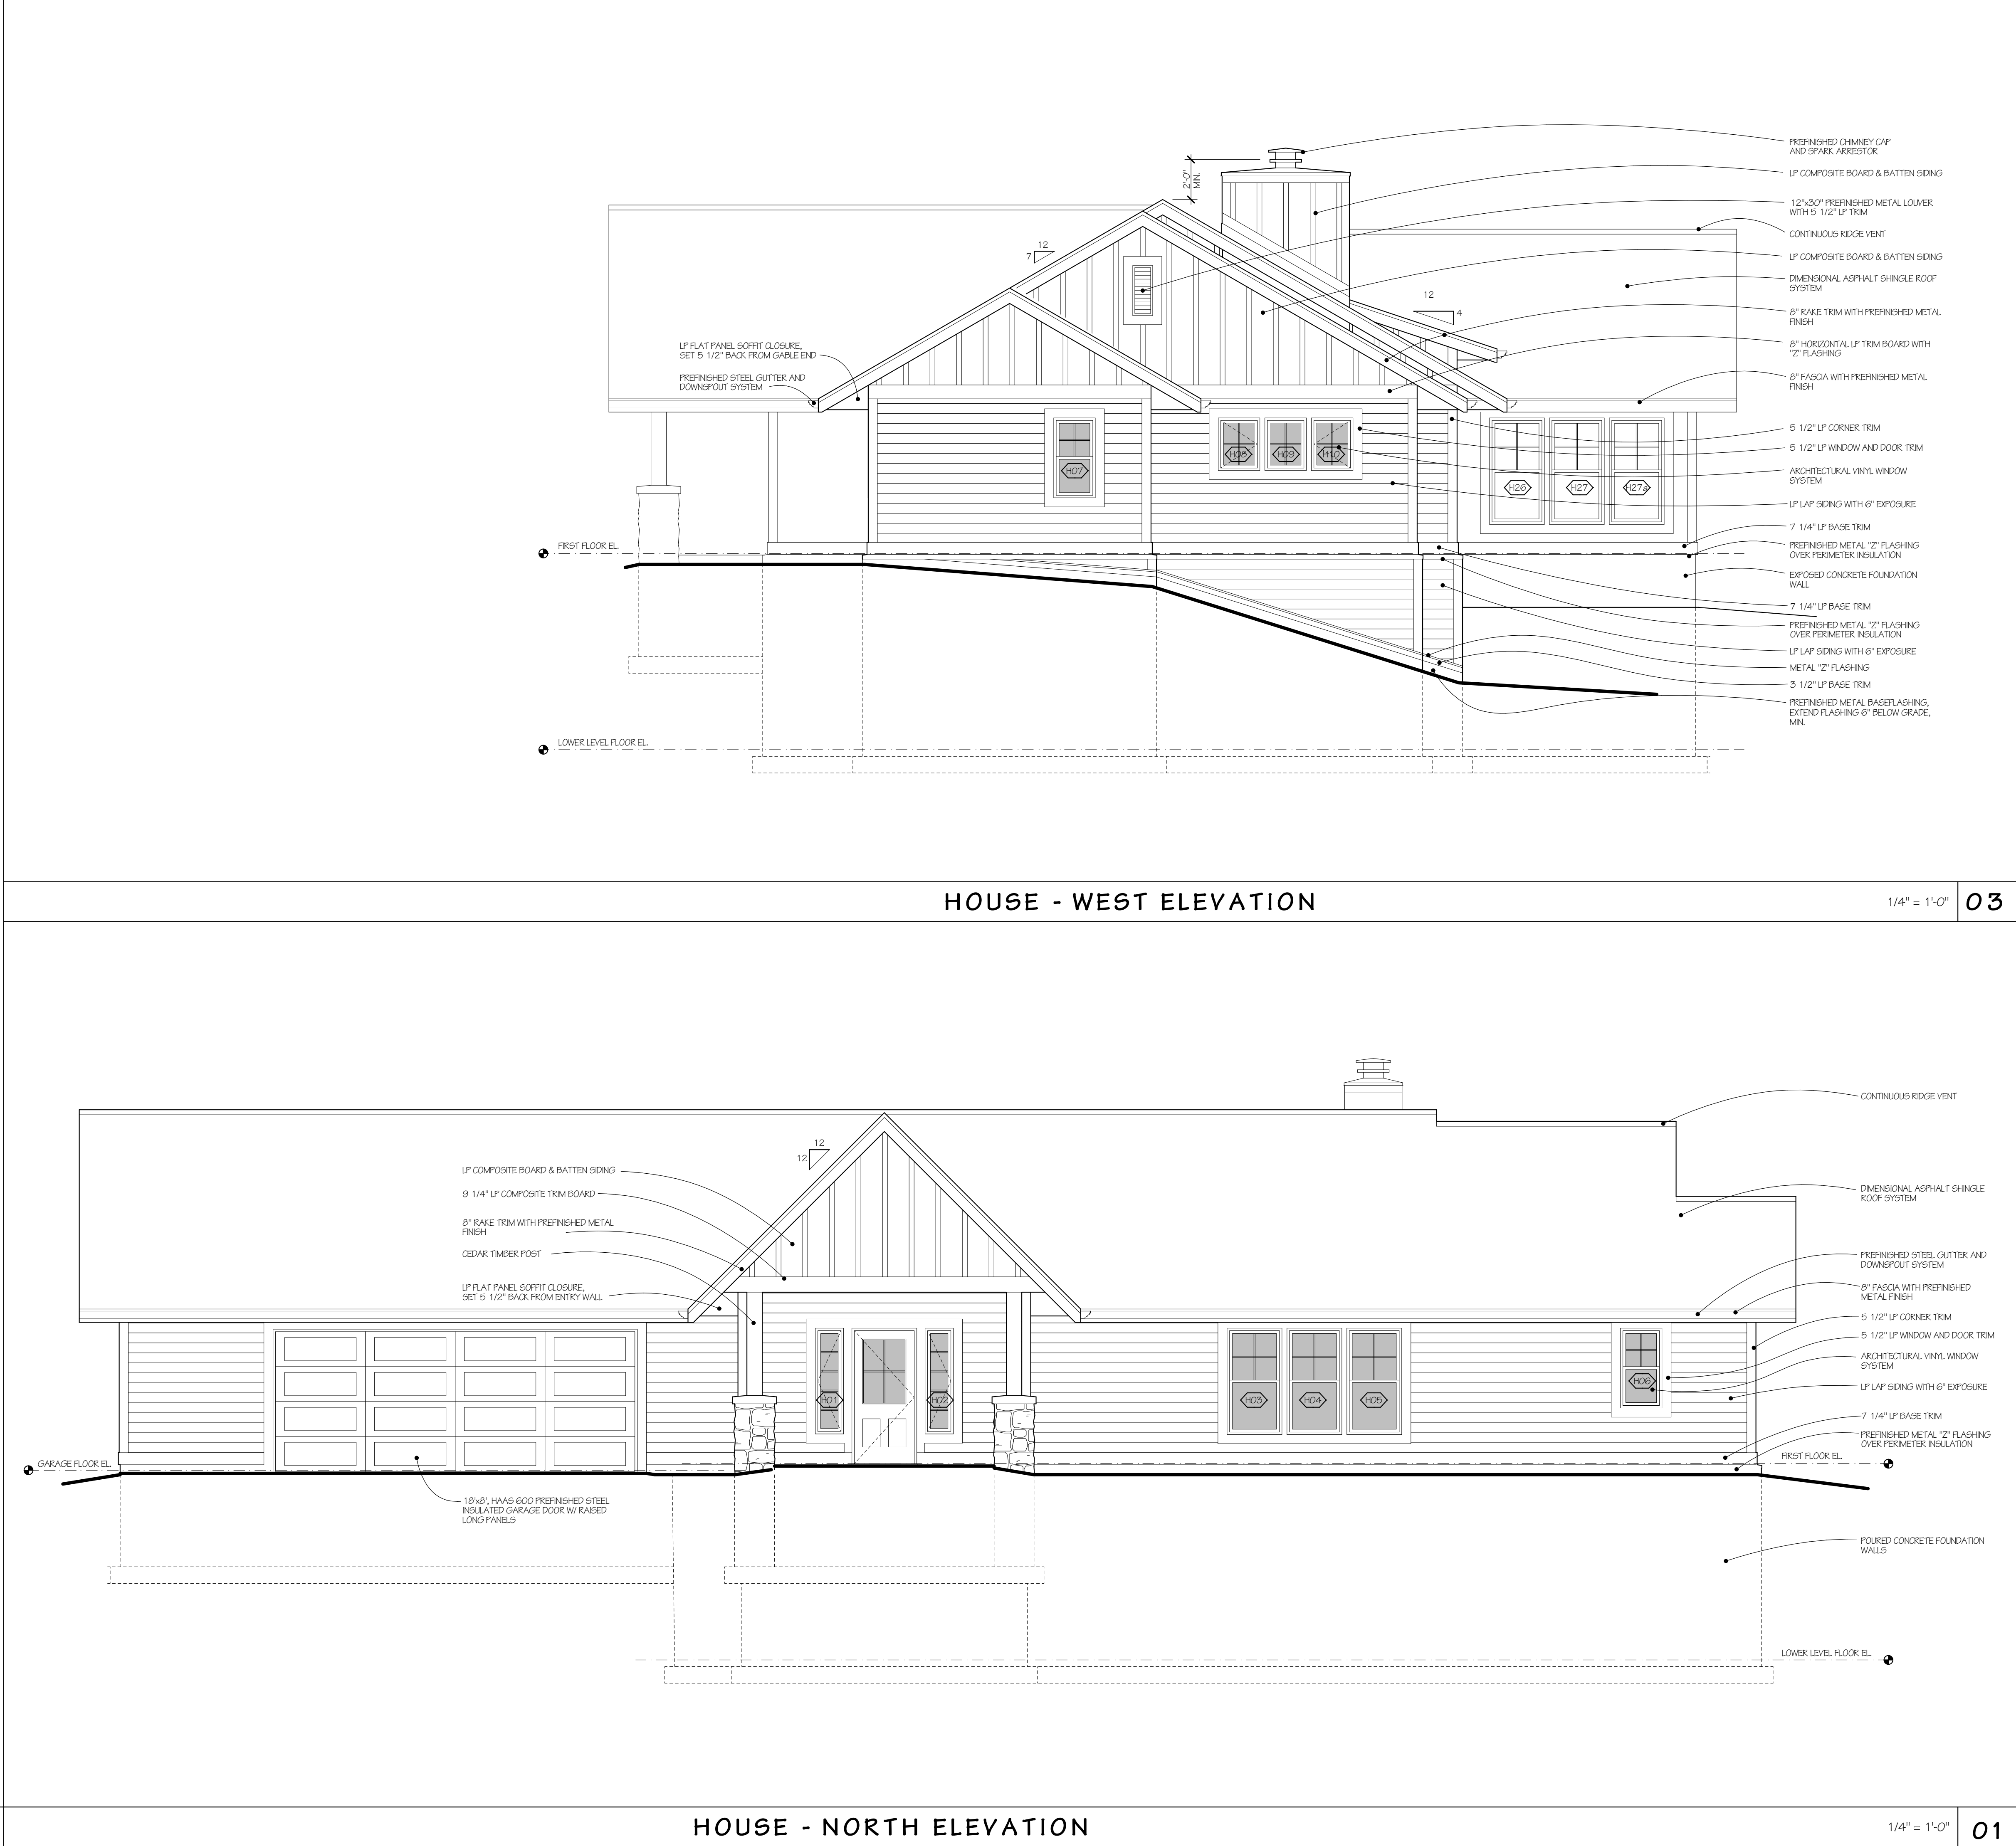 PREFINISHED CHIMNEY CAP
AND SPARK ARRESTOR
LP COMPOSITE BOARD & BATTEN SIDING
12"x30" PREFINISHED METAL LOUVER
WITH 5 1/2" LP TRIM
CONTINUOUS RIDGE VENT
LP COMPOSITE BOARD & BATTEN SIDING
DIMENSIONAL ASPHALT SHINGLE ROOF
SYSTEM
8" RAKE TRIM WITH PREFINISHED METAL
FINISH
8" HORIZONTAL LP TRIM BOARD WITH
"Z" FLASHING
8" FASCIA WITH PREFINISHED METAL
FINISH
5 1/2" LP CORNER TRIM
5 1/2" LP WINDOW AND DOOR TRIM
ARCHITECTURAL VINYL WINDOW
SYSTEM
LP LAP SIDING WITH 6" EXPOSURE
7 1/4" LP BASE TRIM
PREFINISHED METAL "Z" FLASHING
OVER PERIMETER INSULATION
EXPOSED CONCRETE FOUNDATION
WALL
7 1/4" LP BASE TRIM
PREFINISHED METAL "Z" FLASHING
OVER PERIMETER INSULATION
LP LAP SIDING WITH 6" EXPOSURE
METAL "Z" FLASHING
3 1/2" LP BASE TRIM
PREFINISHED METAL BASEFLASHING,
EXTEND FLASHING 6" BELOW GRADE,
MIN.
2'-0"
MIN.
12
7
12
4
LP FLAT PANEL SOFFIT CLOSURE,
SET 5 1/2" BACK FROM GABLE END
PREFINISHED STEEL GUTTER AND
DOWNSPOUT SYSTEM
H07
H08
H09
H10
H26
H27
H27a
FIRST FLOOR EL.
LOWER LEVEL FLOOR EL.
HOUSE - WEST ELEVATION
1/4" = 1'-0"
03
12
12
LP COMPOSITE BOARD & BATTEN SIDING
9 1/4" LP COMPOSITE TRIM BOARD
8" RAKE TRIM WITH PREFINISHED METAL
FINISH
CEDAR TIMBER POST
LP FLAT PANEL SOFFIT CLOSURE,
SET 5 1/2" BACK FROM ENTRY WALL
CONTINUOUS RIDGE VENT
DIMENSIONAL ASPHALT SHINGLE
ROOF SYSTEM
PREFINISHED STEEL GUTTER AND
DOWNSPOUT SYSTEM
8" FASCIA WITH PREFINISHED
METAL FINISH
5 1/2" LP CORNER TRIM
5 1/2" LP WINDOW AND DOOR TRIM
ARCHITECTURAL VINYL WINDOW
SYSTEM
LP LAP SIDING WITH 6" EXPOSURE
7 1/4" LP BASE TRIM
PREFINISHED METAL "Z" FLASHING
OVER PERIMETER INSULATION
H01
H02
H03
H04
H05
H06
GARAGE FLOOR EL.
FIRST FLOOR EL.
18'x8', HAAS 600 PREFINISHED STEEL
INSULATED GARAGE DOOR W/ RAISED
LONG PANELS
POURED CONCRETE FOUNDATION
WALLS
LOWER LEVEL FLOOR EL.
HOUSE - NORTH ELEVATION
1/4" = 1'-0"
01